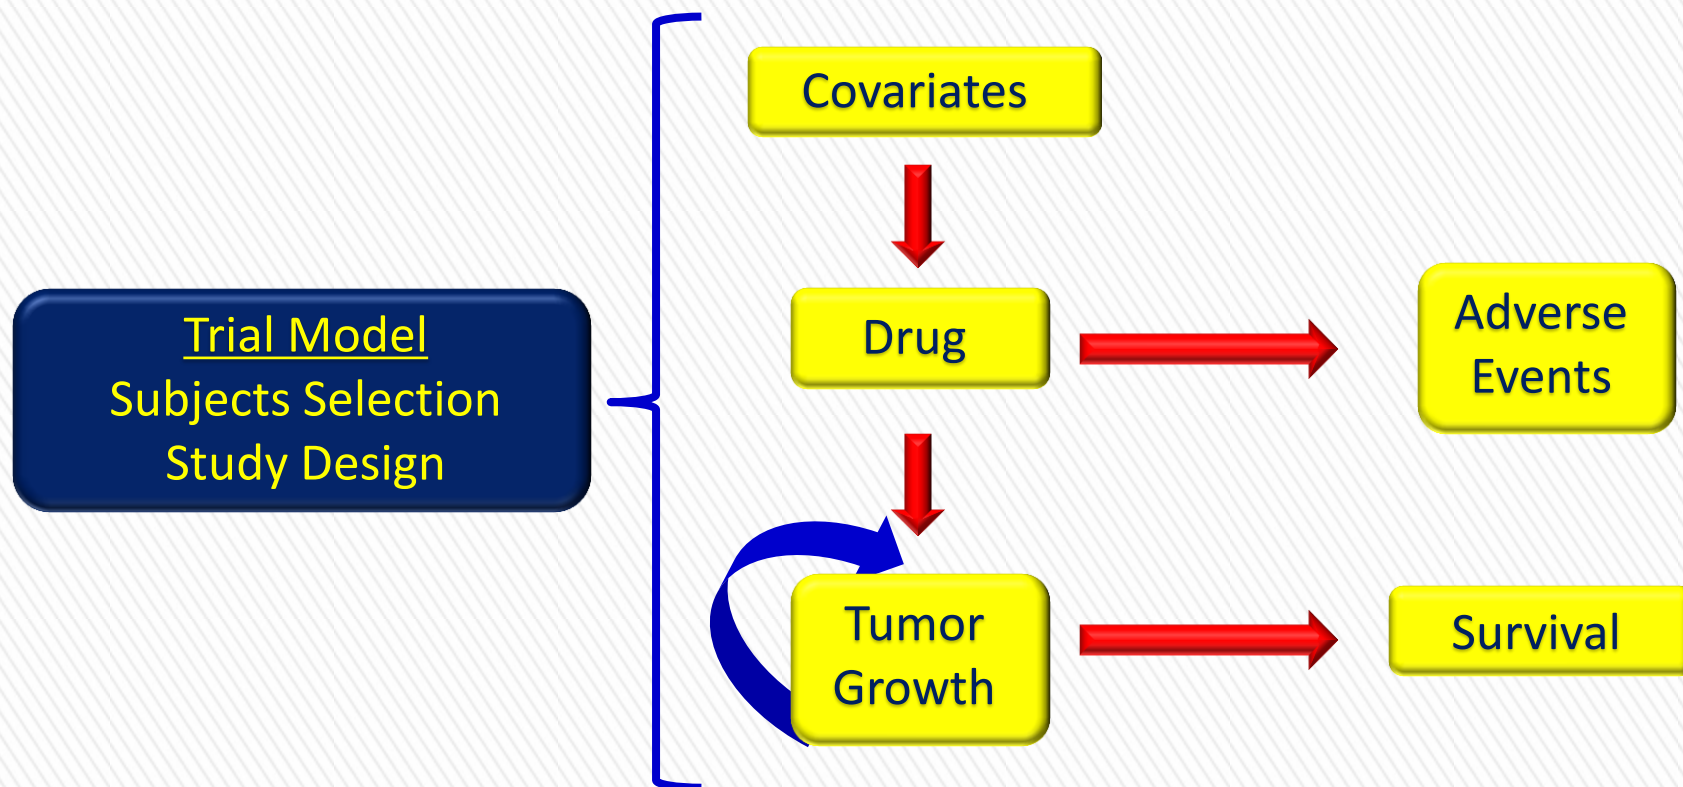 Covariates
Trial Model
Subjects Selection
Study Design
Drug
Adverse
Events
Tumor
Growth
Survival